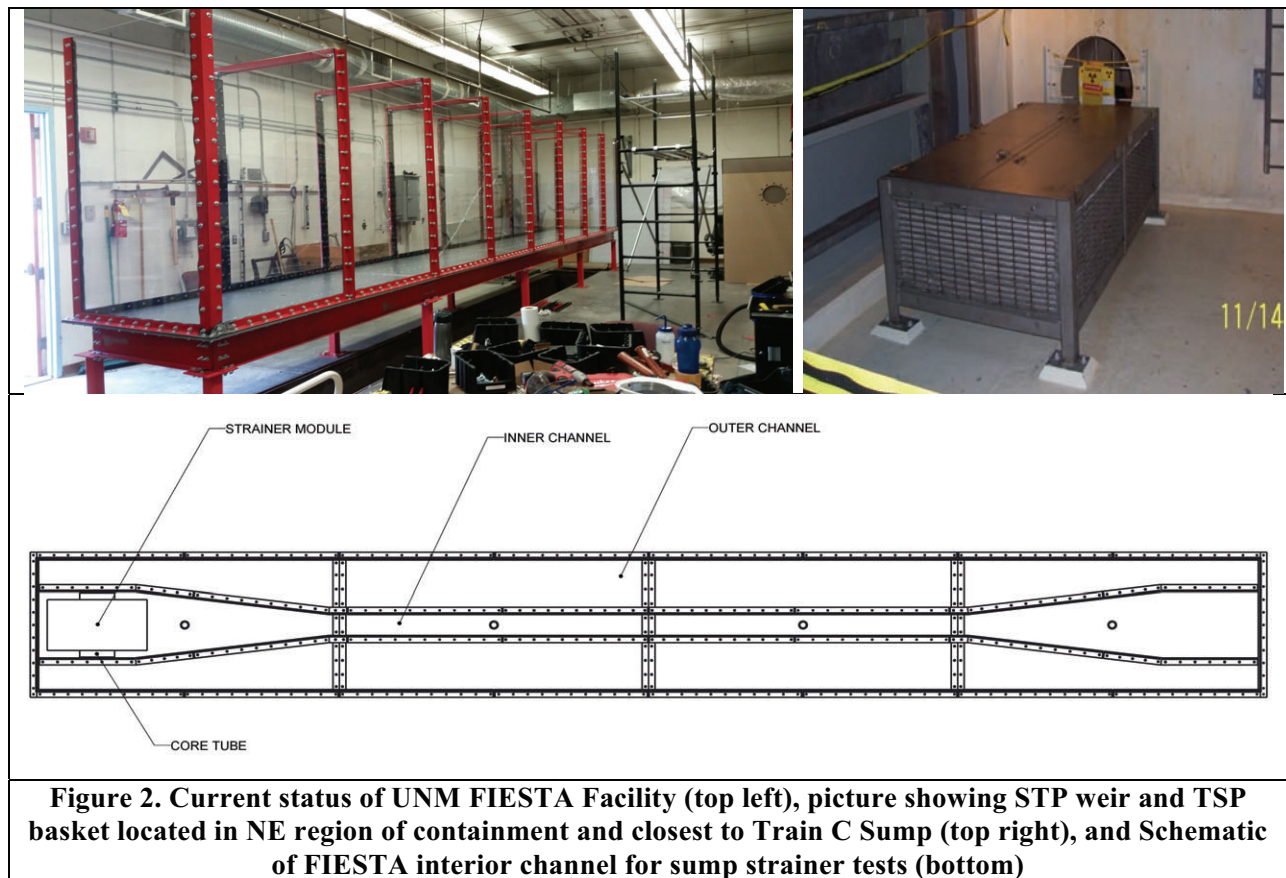 11/14
STRAINER MODULE
INNER CHANNEL
OUTER CHANNEL
CORE TUBE
Figure 2. Current status of UNM FIESTA Facility (top left), picture showing STP weir and TSP
basket located in NE region of containment and closest to Train C Sump (top right), and Schematic
of FIESTA interior channel for sump strainer tests (bottom)